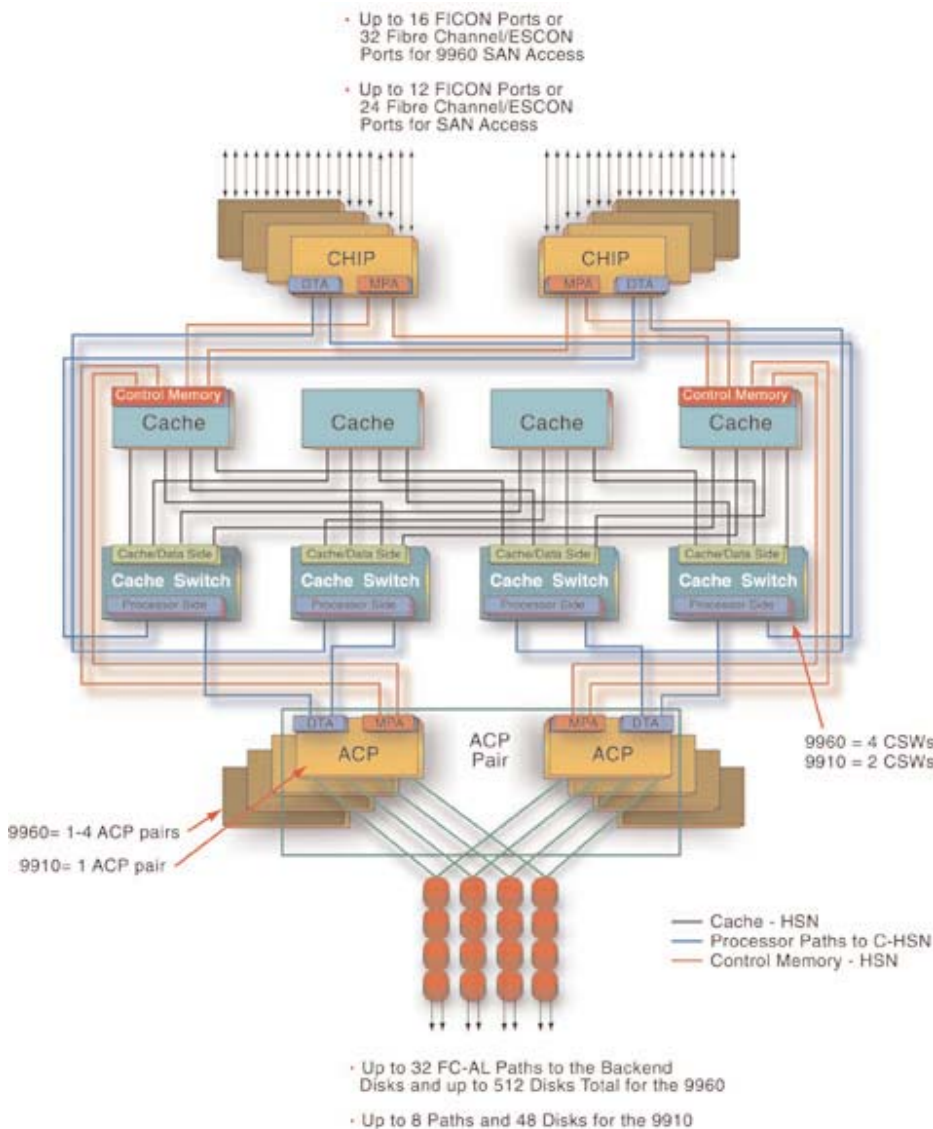 • Up to 16 FICON Ports or
32 Fibre Channel/ESCON
Ports for 9960 SAN Access
• Up to 12 FICON Ports or
24 Fibre Channel/ESCON
Ports for SAN Access
CHIP
DTA
MPA
CHIP
MPA
DTA
Control Memory
Cache
Cache
Cache
Control Memory
Cache
Cache/Data Side
Cache Switch
Processor Side
Cache/Data Side
Cache Switch
Processor Side
Cache/Data Side
Cache Switch
Processor Side
Cache/Data Side
Cache Switch
Processor Side
DTA
MPA
ACP
ACP
Pair
MPA
DTA
ACP
9960 = 4 CSWs
9910 = 2 CSWs
9960= 1-4 ACP pairs
9910= 1 ACP pair
Cache - HSN
Processor Paths to C-HSN
Control Memory - HSN
• Up to 32 FC-AL Paths to the Backend
Disks and up to 512 Disks Total for the 9960
• Up to 8 Paths and 48 Disks for the 9910